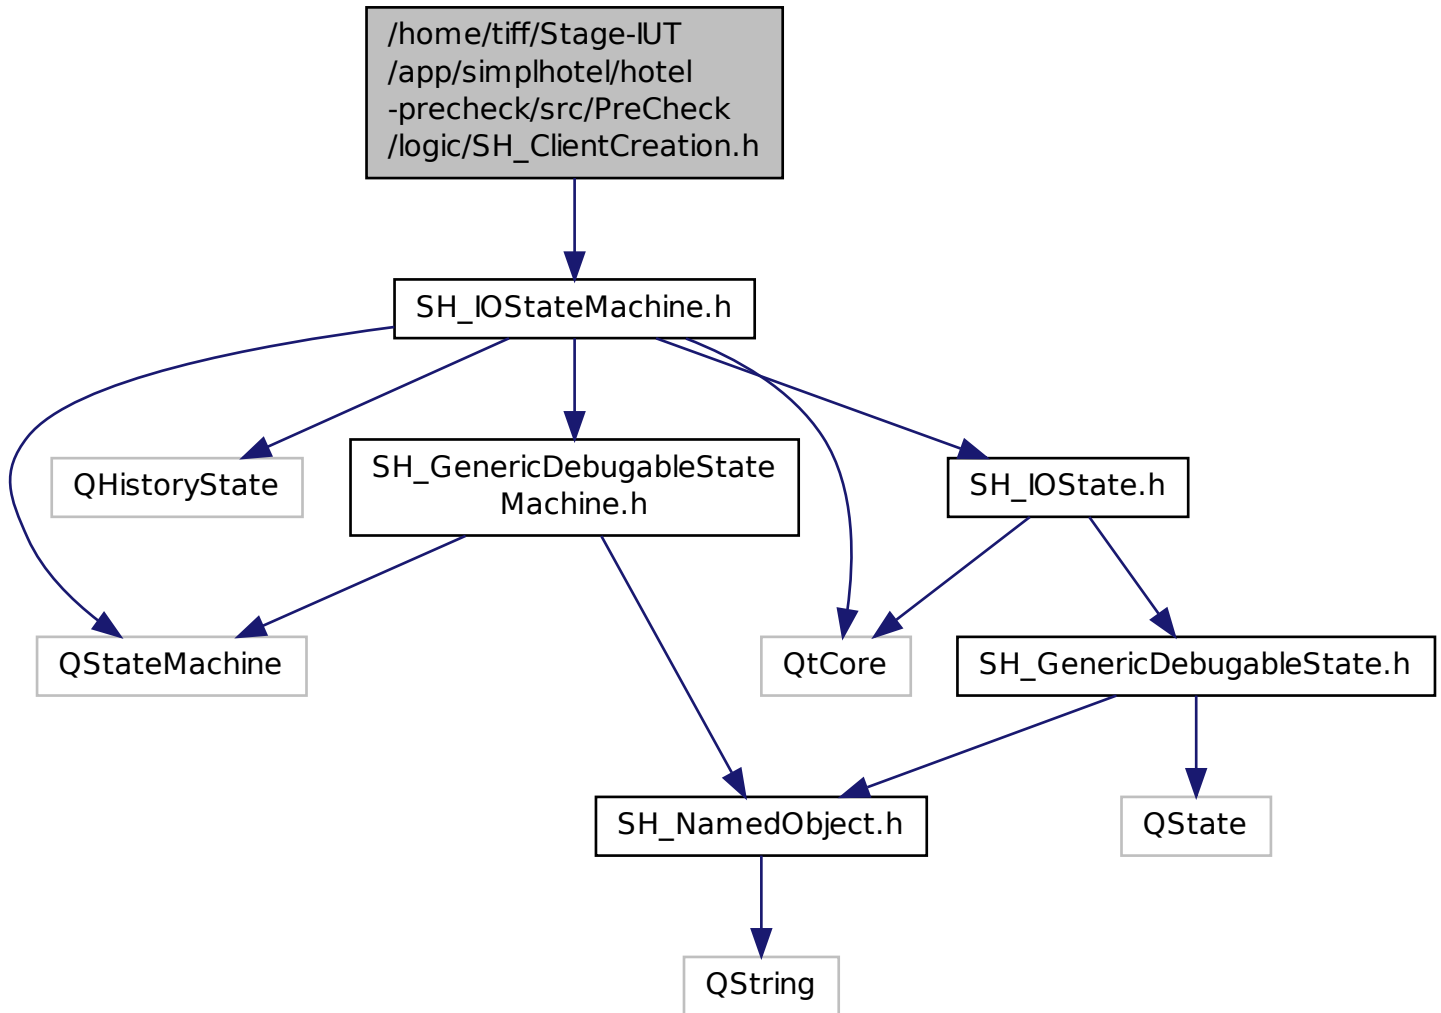 /home/tiff/Stage-IUT
/app/simplhotel/hotel
-precheck/src/PreCheck
/logic/SH_ClientCreation.h
SH_IOStateMachine.h
QHistoryState
SH_GenericDebugableState
Machine.h
SH_IOState.h
QStateMachine
QtCore
SH_GenericDebugableState.h
SH_NamedObject.h
QState
QString